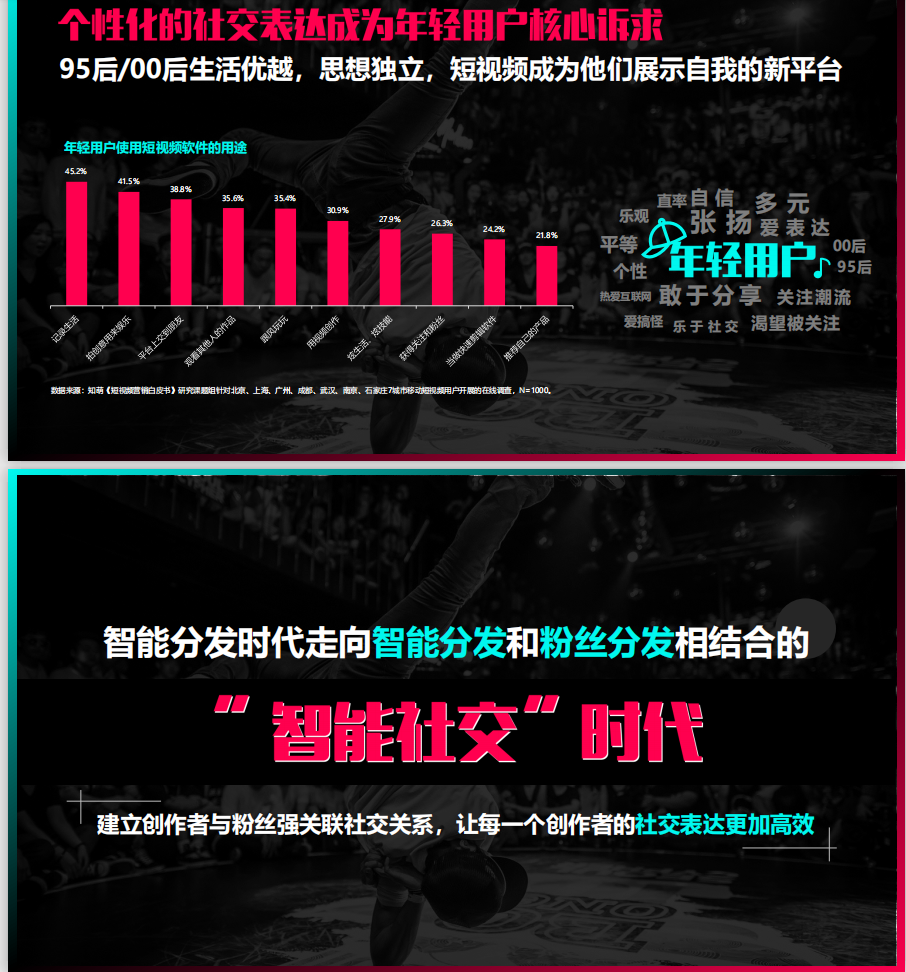 个性化的社交表达成为年轻用户核心诉求
95后/00后生活优越，思想独立，短视频成为他们展示自我的新平台
年轻用户使用短视频软件的用途
45.2%
41.5%
38.8%
35.6%
35.4%
30.9%
27.9%
26.3%
24.2%
21.8%
记录生活
拍创意用来娱乐
平台上交到朋友
观看其他人的作品
跟风玩玩
用视频创作
炫生活、炫技能
获得关注和粉丝
当做快速剪辑软件
推荐自己的产品
直率 自信 多元
乐观 张扬 爱表达
平等 年轻用户 00后
个性 95后
热爱互联网 敢于分享 关注潮流
爱搞怪 乐于社交 渴望被关注
数据来源：知萌《短视频营销白皮书》研究课题组针对北京、上海、广州、成都、武汉、南京、石家庄7城市移动短视频用户开展的在线调查，N=1000。
智能分发时代走向智能分发和粉丝分发相结合的
“智能社交”时代
建立创作者与粉丝强关联社交关系，让每一个创作者的社交表达更加高效